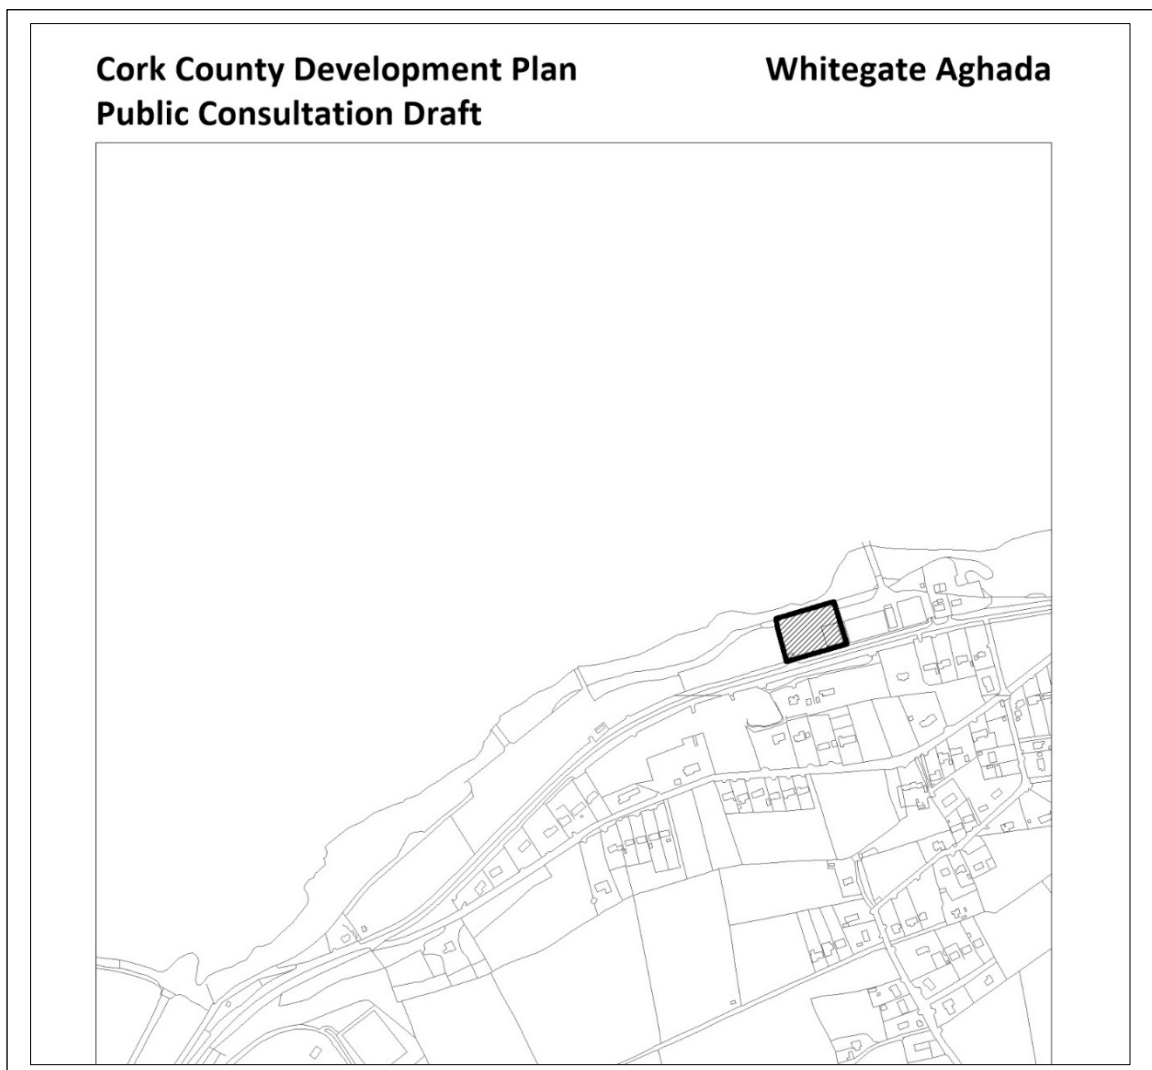 Cork County Development Plan
Public Consultation Draft
Whitegate Aghada